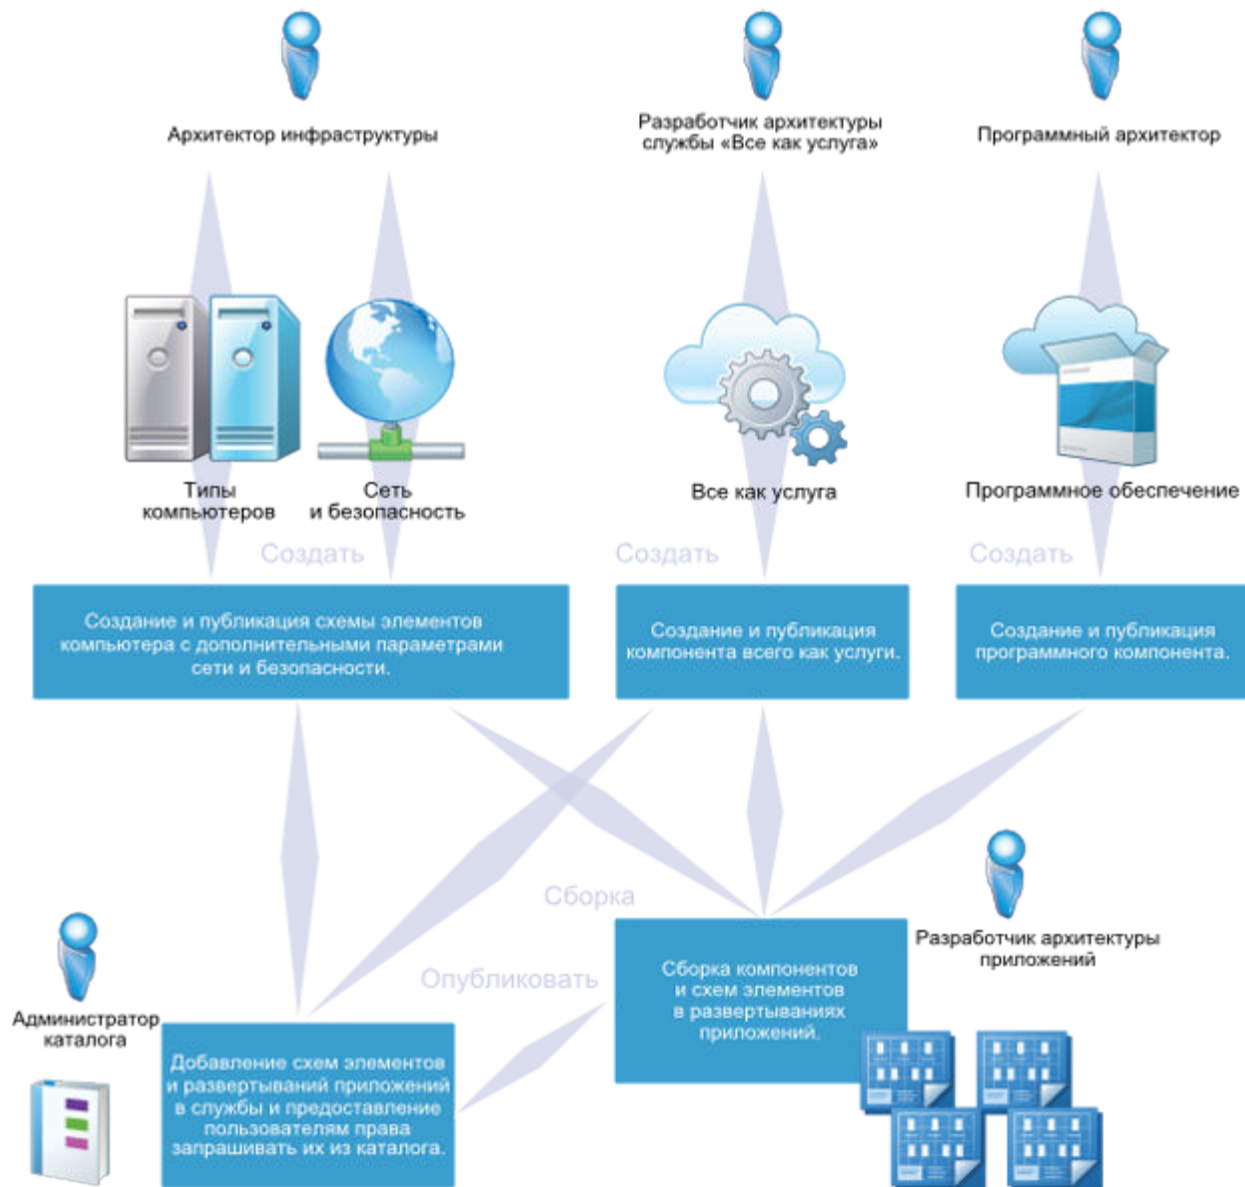 Архитектор инфраструктуры
Разработчик архитектуры
службы «Все как услуга»
Программный архитектор
Типы
компьютеров
Сеть
и безопасность
Все как услуга
Программное обеспечение
Создать
Создать
Создать
Создание и публикация схемы элементов
компьютера с дополнительными параметрами
сети и безопасности.
Создание и публикация
компонента всего как услуги.
Создание и публикация
программного компонента.
Сборка
Опубликовать
Сборка компонентов
и схем элементов
в развертываниях
приложений.
Разработчик архитектуры
приложений
Администратор
каталога
Добавление схем элементов
и развертываний приложений
в службы и предоставление
пользователям права
запрашивать их из каталога.